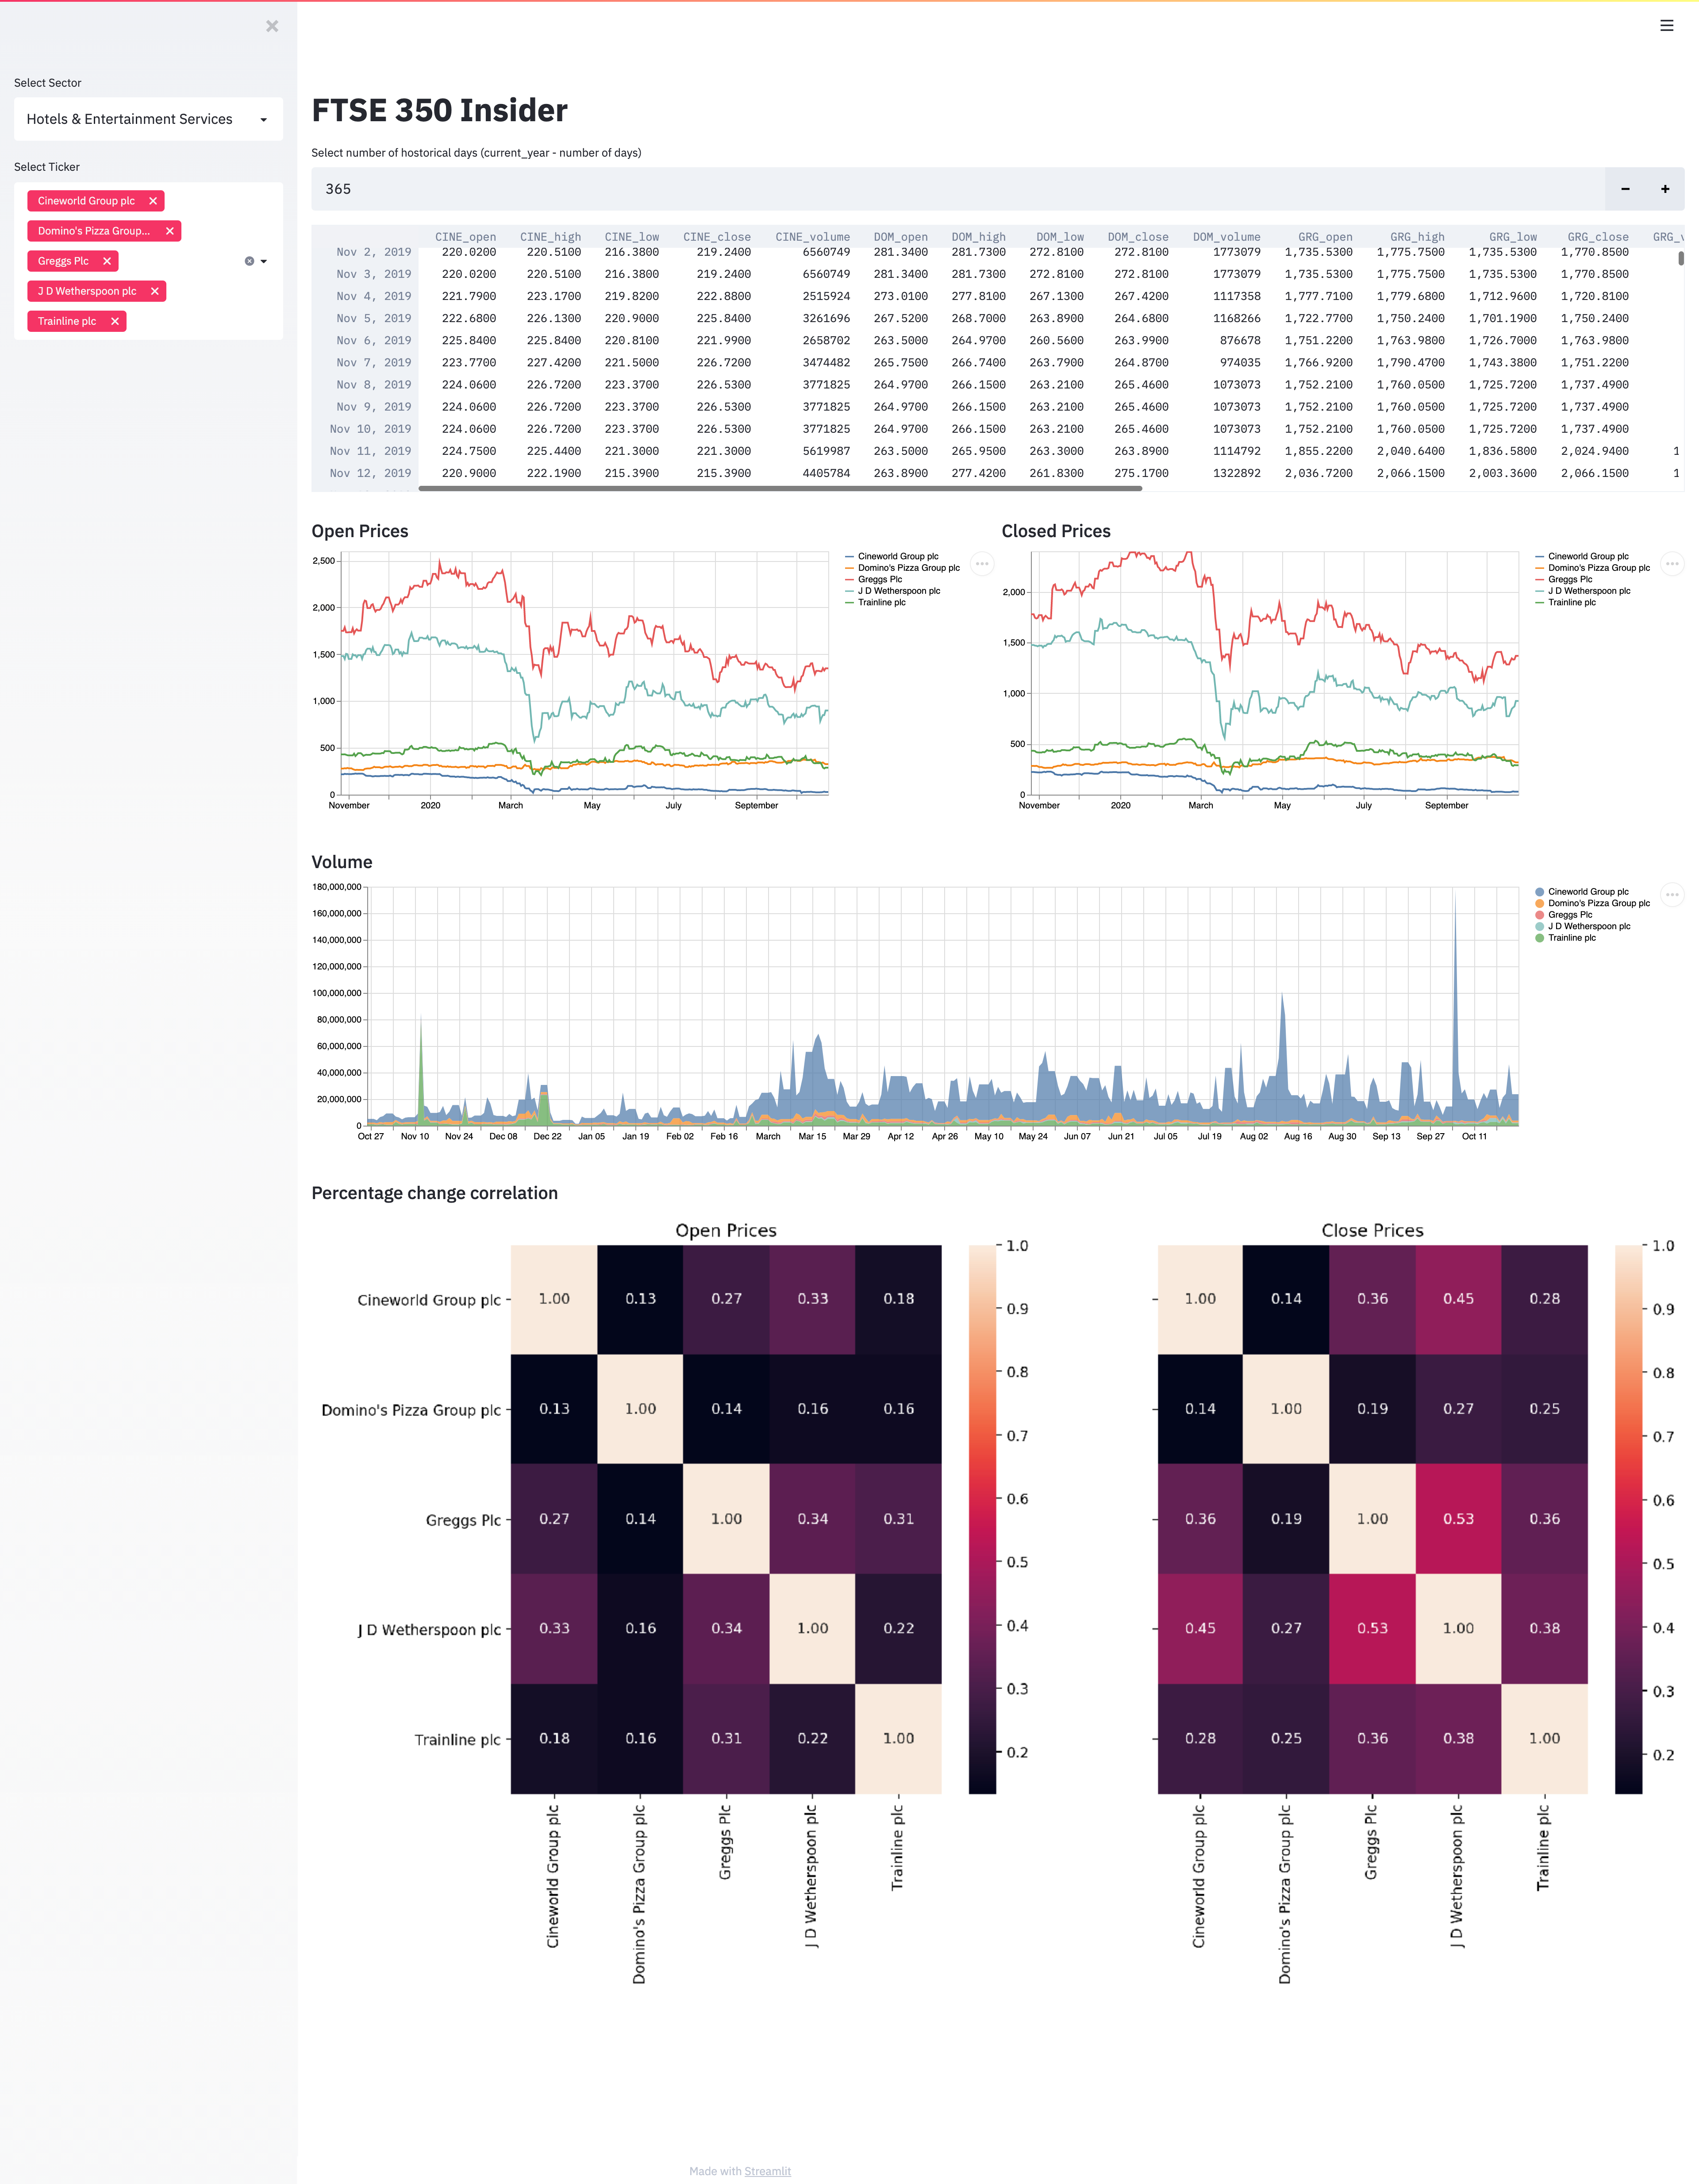 Select Sector
Hotels & Entertainment Services
Select Ticker
Cineworld Group plc
Domino's Pizza Group...
Greggs Plc
J D Wetherspoon plc
Trainline plc
FTSE 350 Insider
Select number of hostorical days (current_year - number of days)
365
CINE_open CINE_high CINE_low CINE_close CINE_volume DOM_open DOM_high DOM_low DOM_close DOM_volume GRG_open GRG_high GRG_low GRG_close
Nov 2, 2019 220.0200 220.5100 216.3800 219.2400 6560749 281.3400 281.7300 272.8100 272.8100 1773079 1,735.5300 1,775.7500 1,735.5300 1,770.8500
Nov 3, 2019 220.0200 220.5100 216.3800 219.2400 6560749 281.3400 281.7300 272.8100 272.8100 1773079 1,735.5300 1,775.7500 1,735.5300 1,770.8500
Nov 4, 2019 221.7900 223.1700 219.8200 222.8800 2515924 273.0100 277.8100 267.1300 267.4200 1117358 1,777.7100 1,779.6800 1,712.9600 1,720.8100
Nov 5, 2019 222.6800 226.1300 220.9000 225.8400 3261696 267.5200 268.7000 263.8900 264.6800 1168266 1,722.7700 1,750.2400 1,701.1900 1,750.2400
Nov 6, 2019 225.8400 225.8400 220.8100 221.9900 2658702 263.5000 264.9700 260.5600 263.9900 876678 1,751.2200 1,763.9800 1,726.7000 1,763.9800
Nov 7, 2019 223.7700 227.4200 221.5000 226.7200 3474482 265.7500 266.7400 263.7900 264.8700 974035 1,766.9200 1,790.4700 1,743.3800 1,751.2200
Nov 8, 2019 224.0600 226.7200 223.3700 226.5300 3771825 264.9700 266.1500 263.2100 265.4600 1073073 1,752.2100 1,760.0500 1,725.7200 1,737.4900
Nov 9, 2019 224.0600 226.7200 223.3700 226.5300 3771825 264.9700 266.1500 263.2100 265.4600 1073073 1,752.2100 1,760.0500 1,725.7200 1,737.4900
Nov 10, 2019 224.0600 226.7200 223.3700 226.5300 3771825 264.9700 266.1500 263.2100 265.4600 1073073 1,752.2100 1,760.0500 1,725.7200 1,737.4900
Nov 11, 2019 224.7500 225.4400 221.3000 221.3000 5619987 263.5000 265.9500 263.3000 263.8900 1114792 1,855.2200 2,040.6400 1,836.5800 2,024.9400 1
Nov 12, 2019 220.9000 222.1900 215.3900 215.3900 4405784 263.8900 277.4200 261.8300 275.1700 1322892 2,036.7200 2,066.1500 2,003.3600 2,066.1500 1
Open Prices
2,500
2,000
1,500
1,000
500
0
November 2020 March May July September
Cineworld Group plc
Domino's Pizza Group plc
Greggs Plc
J D Wetherspoon plc
Trainline plc
Closed Prices
2,000
1,500
1,000
500
0
November 2020 March May July September
Cineworld Group plc
Domino's Pizza Group plc
Greggs Plc
J D Wetherspoon plc
Trainline plc
Volume
180,000,000
160,000,000
140,000,000
120,000,000
100,000,000
80,000,000
60,000,000
40,000,000
20,000,000
0
Oct 27 Nov 10 Nov 24 Dec 08 Dec 22 Jan 05 Jan 19 Feb 02 Feb 16 March Mar 15 Mar 29 Apr 12 Apr 26 May 10 May 24 Jun 07 Jun 21 Jul 05 Jul 19 Aug 02 Aug 16 Aug 30 Sep 13 Sep 27 Oct 11
Cineworld Group plc
Domino's Pizza Group plc
Greggs Plc
J D Wetherspoon plc
Trainline plc
Percentage change correlation
Open Prices
Cineworld Group plc 1.00 0.13 0.27 0.33 0.18
Domino's Pizza Group plc 0.13 1.00 0.14 0.16 0.16
Greggs Plc 0.27 0.14 1.00 0.34 0.31
J D Wetherspoon plc 0.33 0.16 0.34 1.00 0.22
Trainline plc 0.18 0.16 0.31 0.22 1.00
Cineworld Group plc
Domino's Pizza Group plc
Greggs Plc
J D Wetherspoon plc
Trainline plc
1.0
0.9
0.8
0.7
0.6
0.5
0.4
0.3
0.2
Close Prices
1.00 0.14 0.36 0.45 0.28
0.14 1.00 0.19 0.27 0.25
0.36 0.19 1.00 0.53 0.36
0.45 0.27 0.53 1.00 0.38
0.28 0.25 0.36 0.38 1.00
Cineworld Group plc
Domino's Pizza Group plc
Greggs Plc
J D Wetherspoon plc
Trainline plc
1.0
0.9
0.8
0.7
0.6
0.5
0.4
0.3
0.2
Made with Streamlit